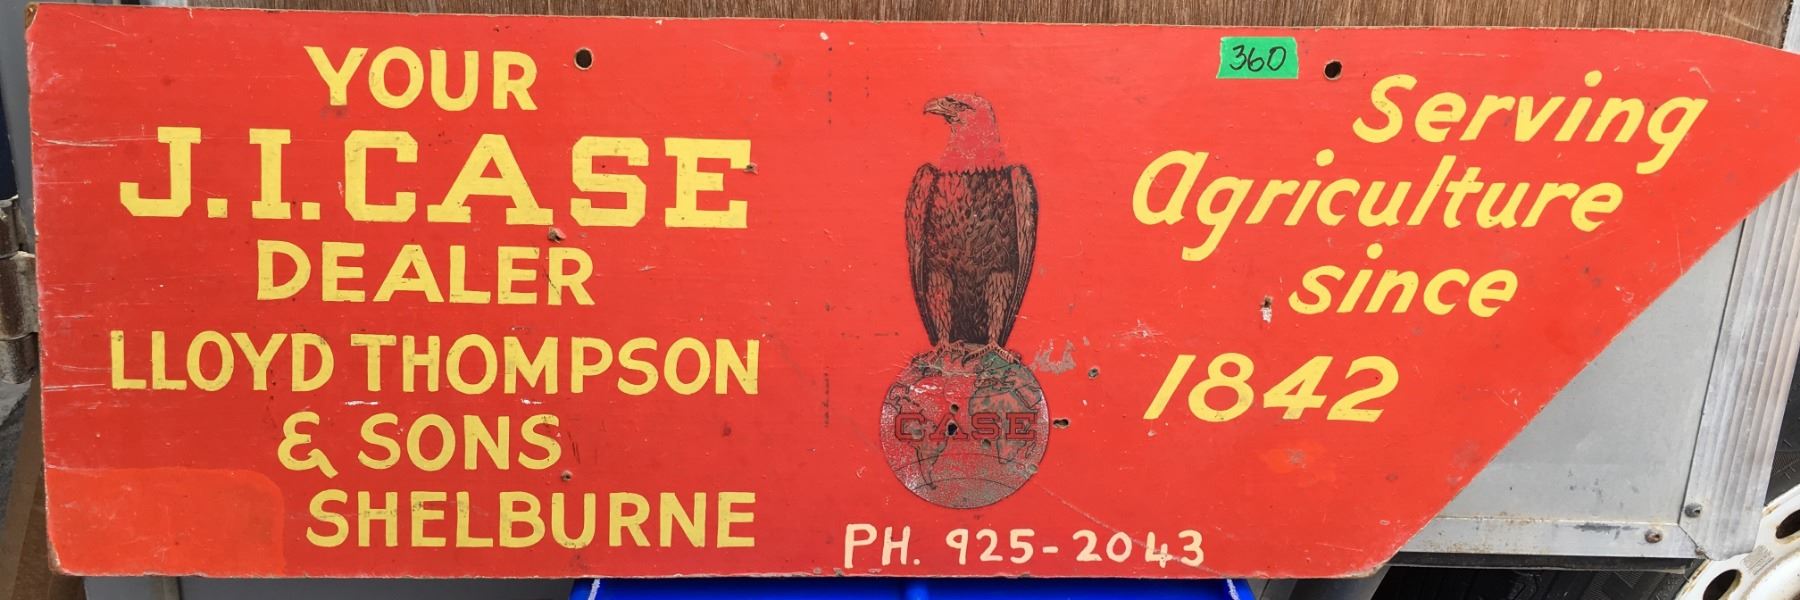 YOUR
J.I.CASE
DEALER
LLOYD THOMPSON
& SONS
SHELBURNE
CASE
PH. 925-2043
360
Serving
Agriculture
since
1842